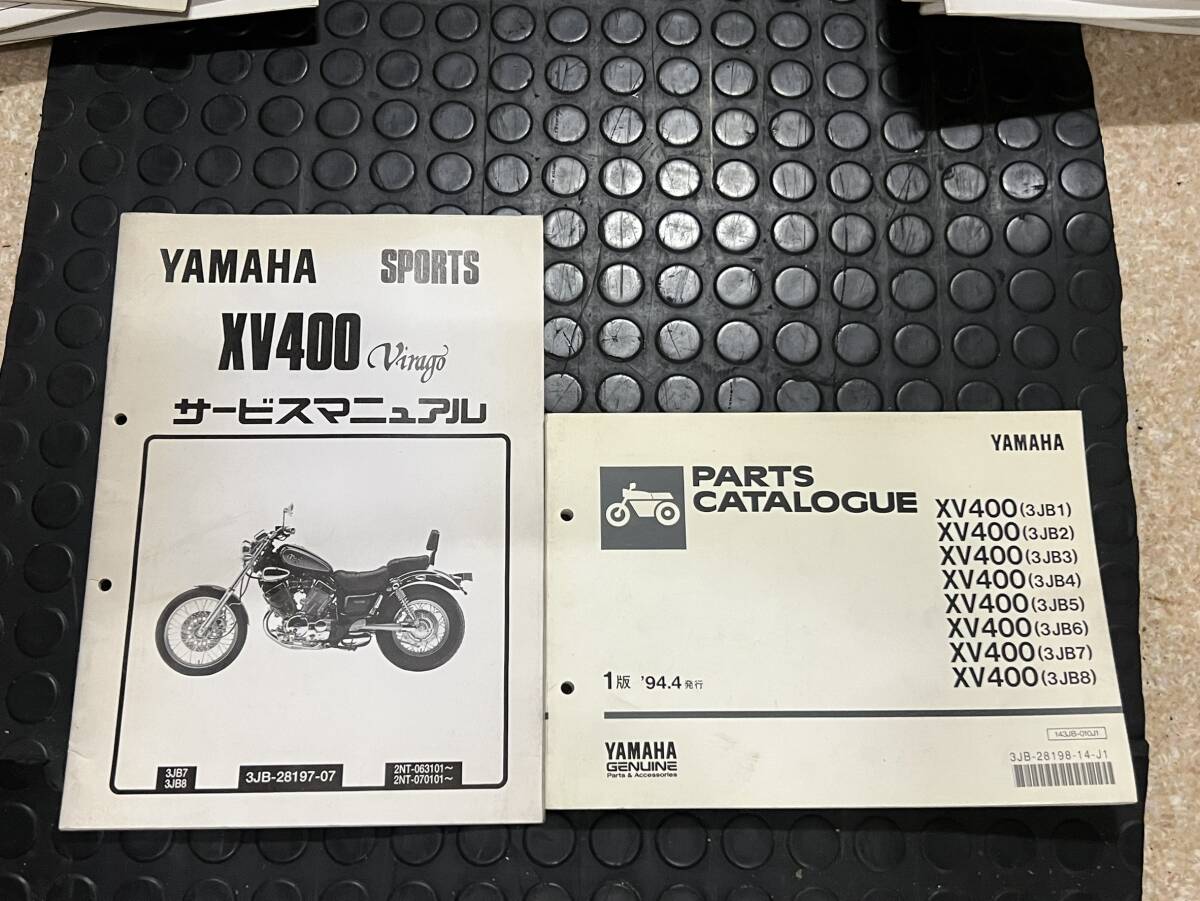 YAMAHA SPORTS
XV400 Virago
サービスマニュアル
3JB7
3JB8
3JB-28197-07
2NT-063101〜
2NT-070101〜
YAMAHA
PARTS
CATALOGUE
XV400(3JB1)
XV400(3JB2)
XV400(3JB3)
XV400(3JB4)
XV400(3JB5)
XV400(3JB6)
XV400(3JB7)
XV400(3JB8)
1版 '94.4発行
143JB-010J1
3JB-28198-14-J1
YAMAHA
GENUINE
Parts & Accessories